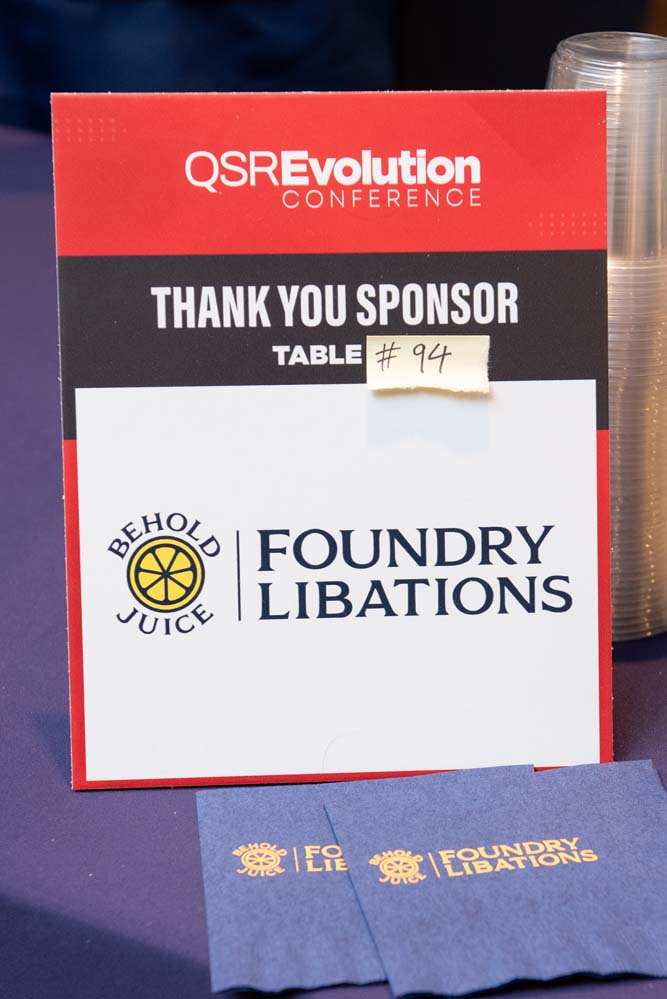 QSREvolution
CONFERENCE
THANK YOU SPONSOR
TABLE # 94
BEHOLD
JUICE
FOUNDRY
LIBATIONS
BEHOLD
JUICE
FO
LIB
BEHOLD
JUICE
FOUNDRY
LIBATIONS